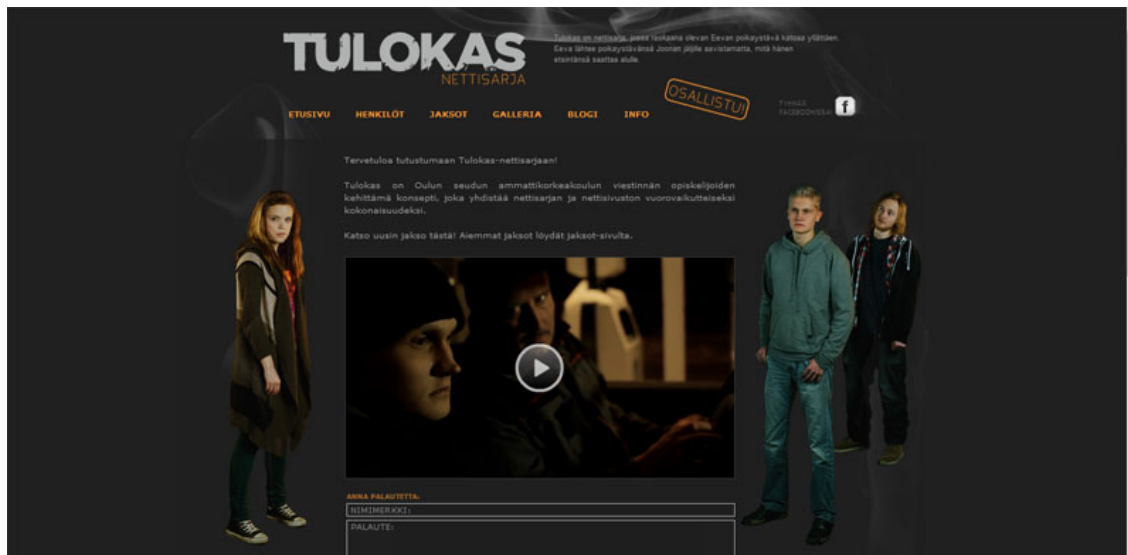 TULOKAS
NETTISARJA
Tulokas on nettisarja, jossa raskaana olevan Eevan poikaystävä katoaa yllättäen.
Eeva lähtee poikaystävänsä Joonan jäljille aavistamatta, mitä hänen
etsintänsä saattaa alulle.
OSALLISTU!
TYKKÄÄ
FACEBOOKISSA!
f
ETUSIVU HENKILÖT JAKSOT GALLERIA BLOGI INFO
Tervetuloa tutustumaan Tulokas-nettisarjaan!
Tulokas on Oulun seudun ammattikorkeakoulun viestinnän opiskelijoiden
kehittämä konsepti, joka yhdistää nettisarjan ja nettisivuston vuorovaikutteiseksi
kokonaisuudeksi.
Katso uusin jakso tästä! Aiemmat jaksot löydät jaksot-sivulta.
ANNA PALAUTETTA:
NIMIMERKKI:
PALAUTE: